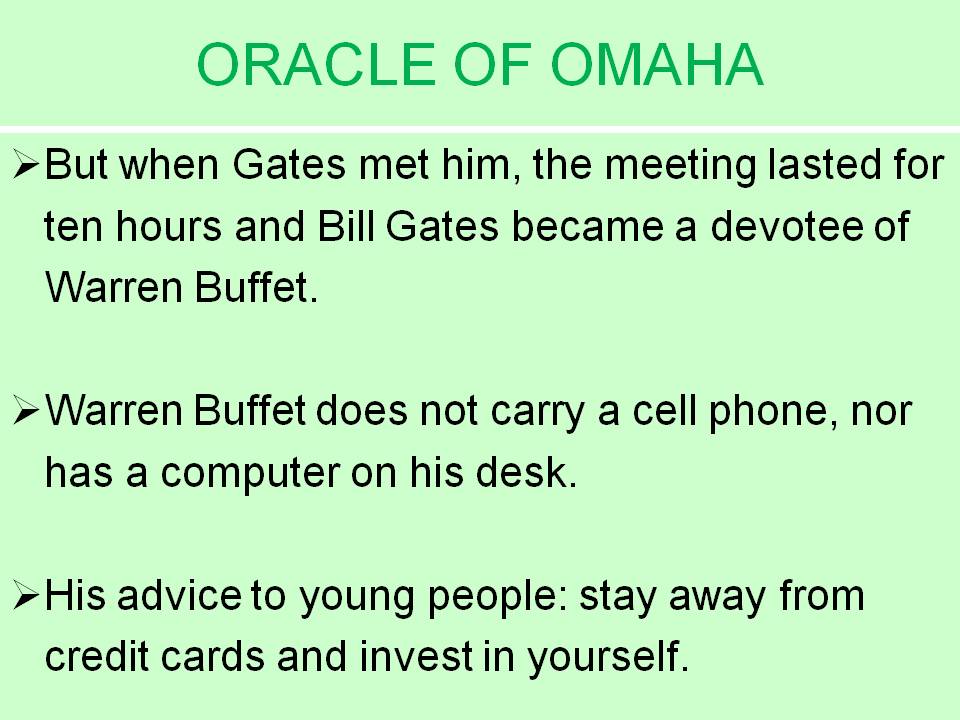 ORACLE OF OMAHA
➢But when Gates met him, the meeting lasted for
ten hours and Bill Gates became a devotee of
Warren Buffet.
➢Warren Buffet does not carry a cell phone, nor
has a computer on his desk.
➢His advice to young people: stay away from
credit cards and invest in yourself.